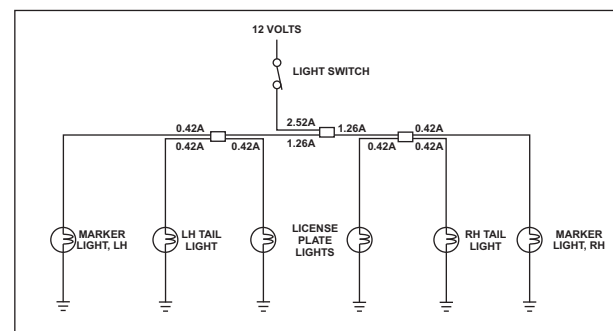 12 VOLTS
LIGHT SWITCH
2.52A
0.42A
1.26A
0.42A
0.42A
0.42A
1.26A
0.42A
0.42A
MARKER
LIGHT, LH
LH TAIL
LIGHT
LICENSE
PLATE
LIGHTS
RH TAIL
LIGHT
MARKER
LIGHT, RH